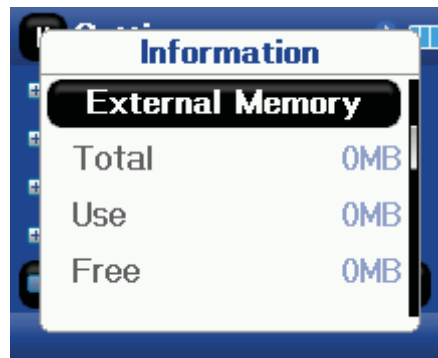 Information
External Memory
Total 0MB
Use 0MB
Free 0MB